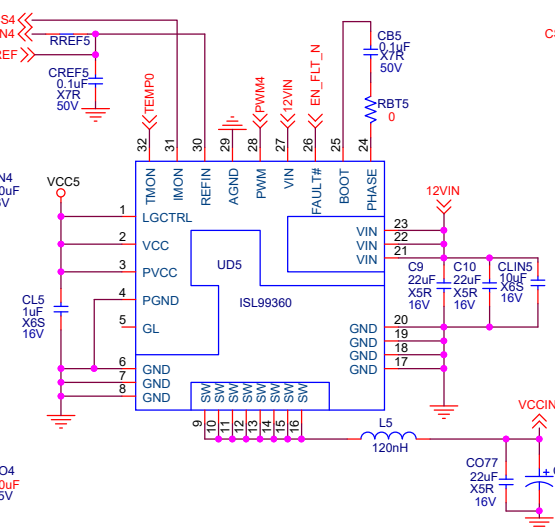 S4
N4
REF
RREF5
CREF5
0.1uF
X7R
50V
TEMP0
PWM4
12VIN
EN_FLT_N
CB5
0.1uF
X7R
50V
RBT5
0
CS
32
31
30
29
28
27
26
25
24
TMON
IMON
REFIN
AGND
PWM
VIN
FAULT#
BOOT
PHASE
N4
0uF
VCC5
12VIN
1
LGCTRL
2
VCC
3
PVCC
4
PGND
5
GL
6
GND
7
GND
8
GND
UD5
ISL99360
VIN
23
VIN
22
VIN
21
GND
20
GND
19
GND
18
GND
17
CL5
1uF
X6S
16V
C9
22uF
X5R
16V
C10
22uF
X5R
16V
CLIN5
10uF
X6S
16V
SW
SW
SW
SW
SW
SW
SW
SW
9
10
11
12
13
14
15
16
L5
120nH
VCCIN
O4
0uF
5V
CO77
22uF
X5R
16V
+
C